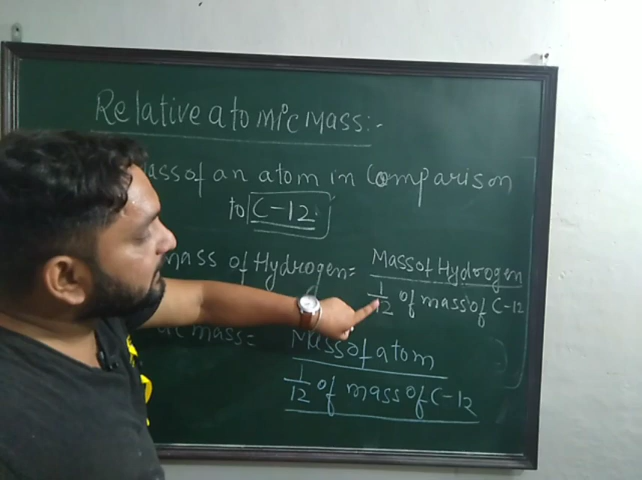 Relative atomic Mass:-
ass of an atom in Comparison
to C-12
mass of Hydrogen= Mass of Hydrogen
1/12 of mass of C-12
mass= Mass of atom
1/12 of mass of C-12